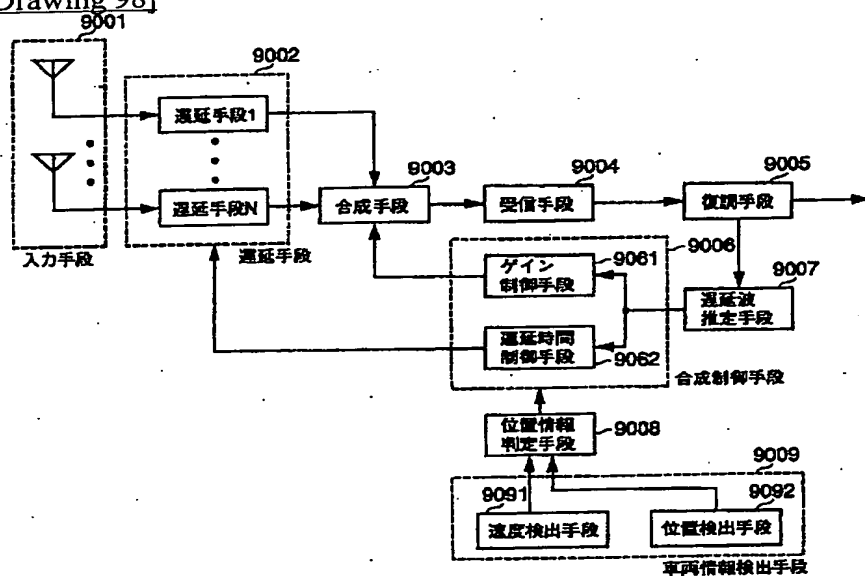 Drawing 98]
9001
9002
遅延手段1
遅延手段N
入力手段
遅延手段
9003
合成手段
9004
受信手段
9005
復調手段
9006
ゲイン
制御手段
9061
遅延時間
制御手段
9062
合成制御手段
9007
遅延波
推定手段
位置情報
判定手段
9008
9009
9091
速度検出手段
9092
位置検出手段
車両情報検出手段